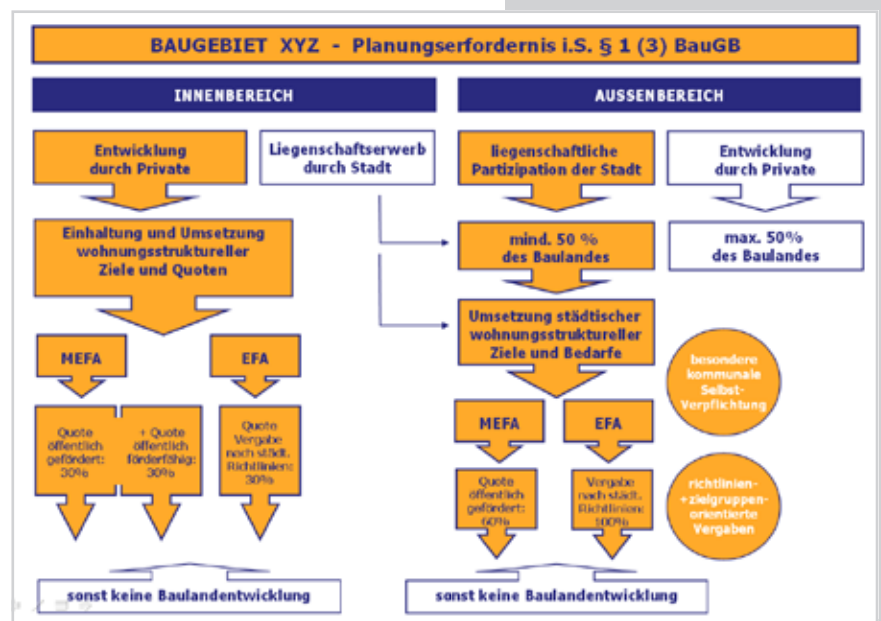 BAUGEBIET XYZ - Planungserfordernis i.S. § 1 (3) BauGB
INNENBEREICH
Entwicklung
durch Private
Liegenschaftserwerb
durch Stadt
Einhaltung und Umsetzung
wohnungsstruktureller
Ziele und Quoten
MEFA
EFA
Quote
öffentlich
gefördert:
30%
+ Quote
öffentlich
förderfähig:
30%
Quote
Vergabe
nach städt.
Richtlinien:
30%
sonst keine Baulandentwicklung
AUSSENBEREICH
liegenschaftliche
Partizipation der Stadt
Entwicklung
durch Private
mind. 50 %
des Baulandes
max. 50%
des Baulandes
Umsetzung städtischer
wohnungsstruktureller
Ziele und Bedarfe
besondere
kommunale
Selbst-
Verpflichtung
MEFA
EFA
Quote
öffentlich
gefördert:
60%
Vergabe
nach städt.
Richtlinien:
100%
richtlinien-
+zielgruppen-
orientierte
Vergaben
sonst keine Baulandentwicklung